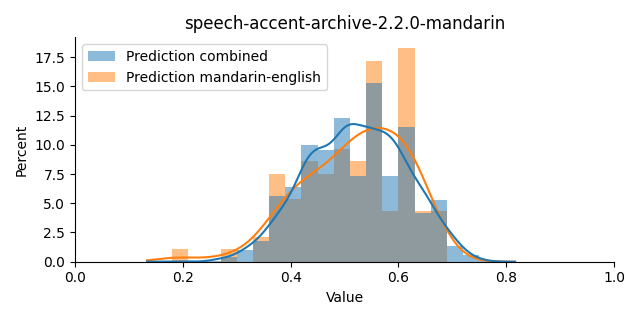 speech-accent-archive-2.2.0-mandarin
Prediction combined
Prediction mandarin-english
Percent
17.5
15.0
12.5
10.0
7.5
5.0
2.5
0.0
0.0 0.2 0.4 0.6 0.8 1.0
Value